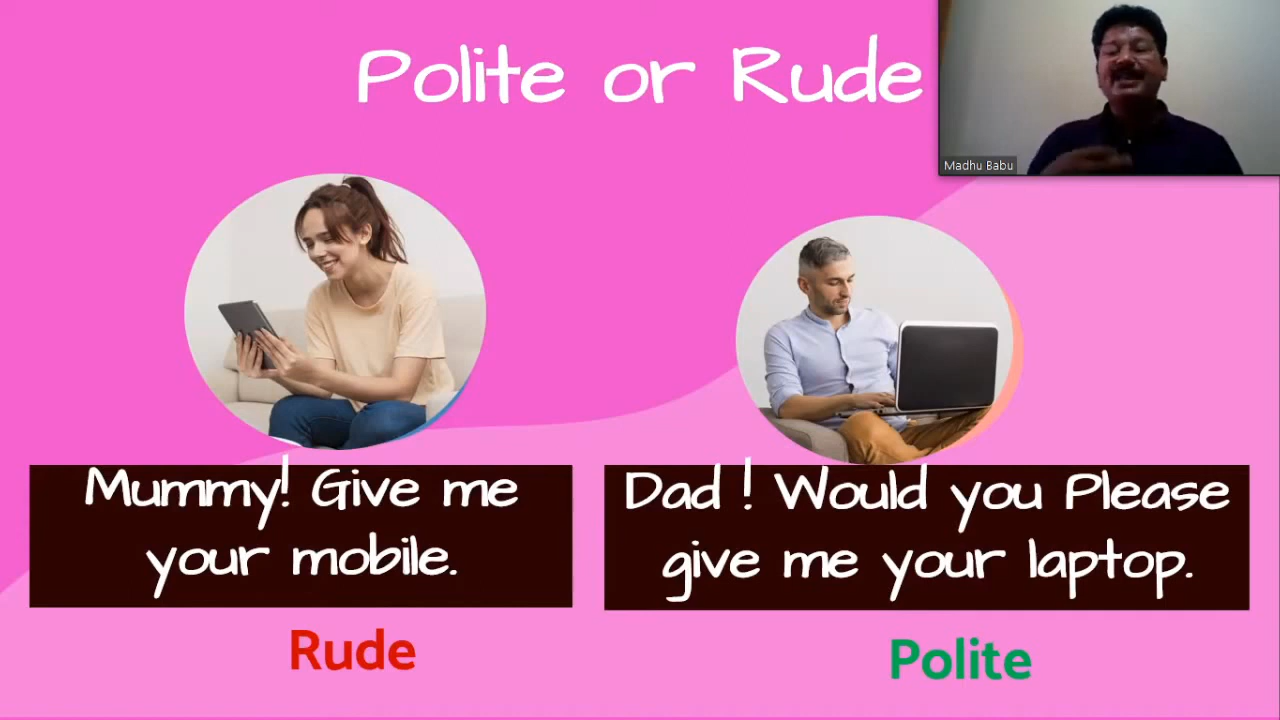 Polite or Rude
Madhu Babu
Mummy! Give me
your mobile.
Rude
Dad ! Would you Please
give me your laptop.
Polite